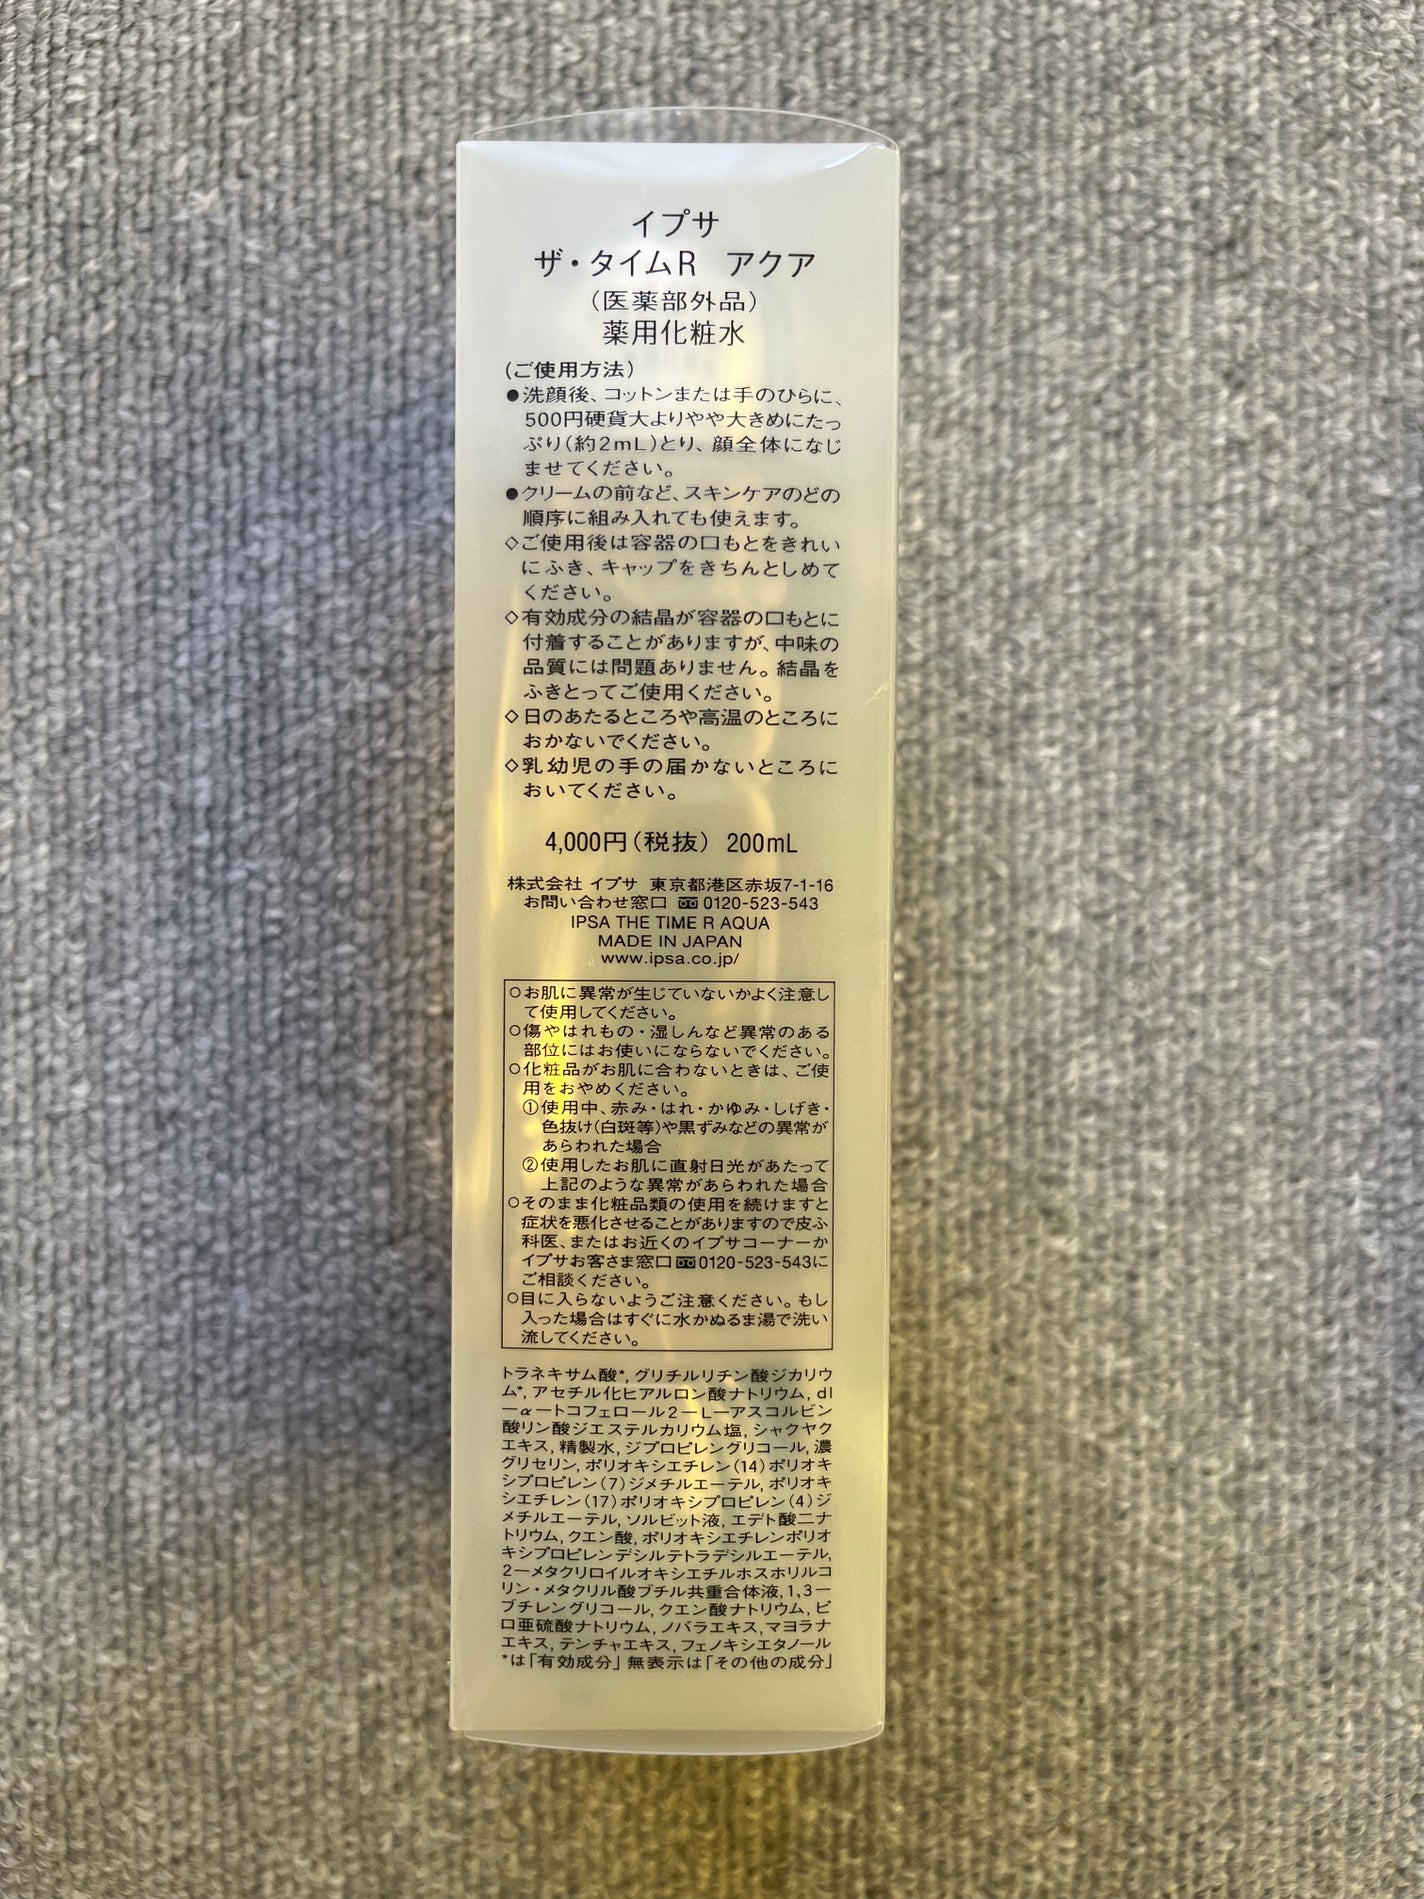 イプサ
ザ・タイムR アクア
（医薬部外品）
薬用化粧水
（ご使用方法）
●洗顔後、コットンまたは手のひらに、
500円硬貨大よりやや大きめにたっ
ぷり（約2mL）とり、顔全体になじ
ませてください。
●クリームの前など、スキンケアのどの
順序に組み入れても使えます。
◇ご使用後は容器の口もとをきれい
にふき、キャップをきちんとしめて
ください。
◇有効成分の結晶が容器の口もとに
付着することがありますが、中味の
品質には問題ありません。結晶を
ふきとってご使用ください。
◇日のあたるところや高温のところに
おかないでください。
◇乳幼児の手の届かないところに
おいてください。
4,000円（税抜） 200mL
株式会社 イプサ 東京都港区赤坂7-1-16
お問い合わせ窓口 0120-523-543
IPSA THE TIME R AQUA
MADE IN JAPAN
www.ipsa.co.jp/
○お肌に異常が生じていないかよく注意し
て使用してください。
○傷やはれもの・湿しんなど異常のある
部位にはお使いにならないでください。
○化粧品がお肌に合わないときは、ご使
用をおやめください。
①使用中、赤み・はれ・かゆみ・しげき・
色抜け（白斑等）や黒ずみなどの異常が
あらわれた場合
②使用したお肌に直射日光があたって
上記のような異常があらわれた場合
○そのまま化粧品類の使用を続けますと
症状を悪化させることがありますので皮ふ
科医、またはお近くのイプサコーナーか
イプサお客さま窓口0120-523-543に
ご相談ください。
○目に入らないようご注意ください。もし
入った場合はすぐに水かぬるま湯で洗い
流してください。
トラネキサム酸*, グリチルリチン酸ジカリウ
ム*, アセチル化ヒアルロン酸ナトリウム, dl
ーαートコフェロール2ーLーアスコルビン
酸リン酸ジエステルカリウム塩, シャクヤク
エキス, 精製水, ジプロピレングリコール, 濃
グリセリン, ポリオキシエチレン（14）ポリオキ
シプロピレン（7）ジメチルエーテル, ポリオキ
シエチレン（17）ポリオキシプロピレン（4）ジ
メチルエーテル, ソルビット液, エデト酸二ナ
トリウム, クエン酸, ポリオキシエチレンポリオ
キシプロピレンデシルテトラデシルエーテル,
2ーメタクリロイルオキシエチルホスホリルコ
リン・メタクリル酸ブチル共重合体液, 1,3ー
ブチレングリコール, クエン酸ナトリウム, ピ
ロ亜硫酸ナトリウム, ノバラエキス, マヨラナ
エキス, テンチャエキス, フェノキシエタノール
*は「有効成分」無表示は「その他の成分」